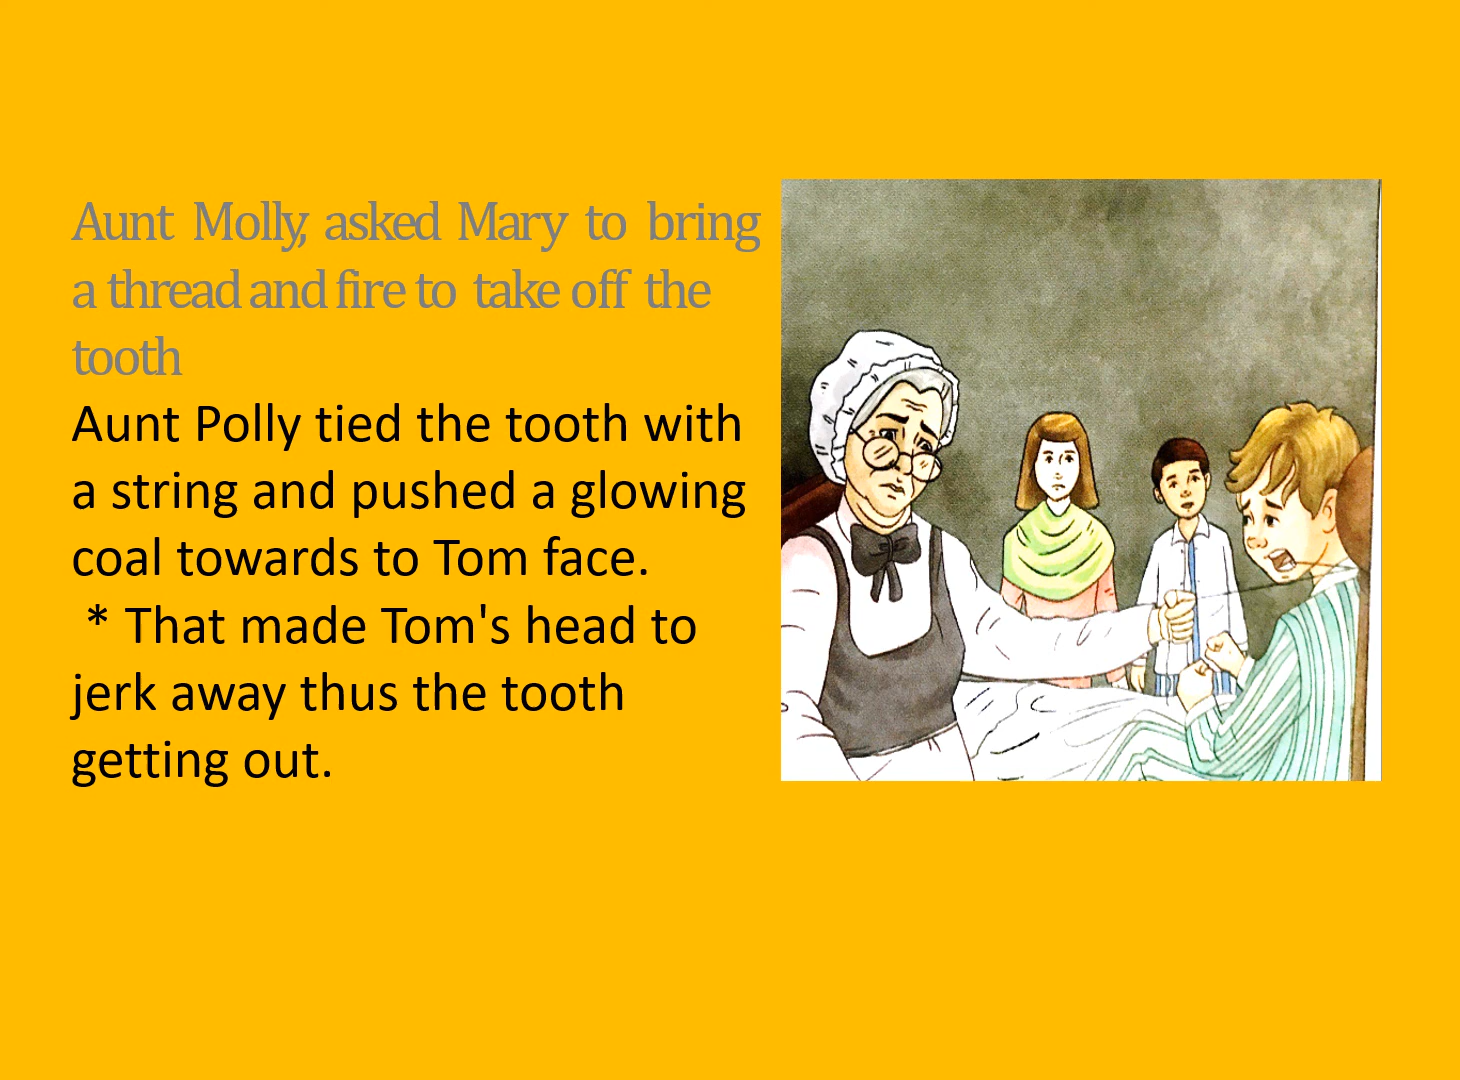 Aunt Molly, asked Mary to bring
a thread and fire to take off the
tooth
Aunt Polly tied the tooth with
a string and pushed a glowing
coal towards to Tom face.
* That made Tom's head to
jerk away thus the tooth
getting out.